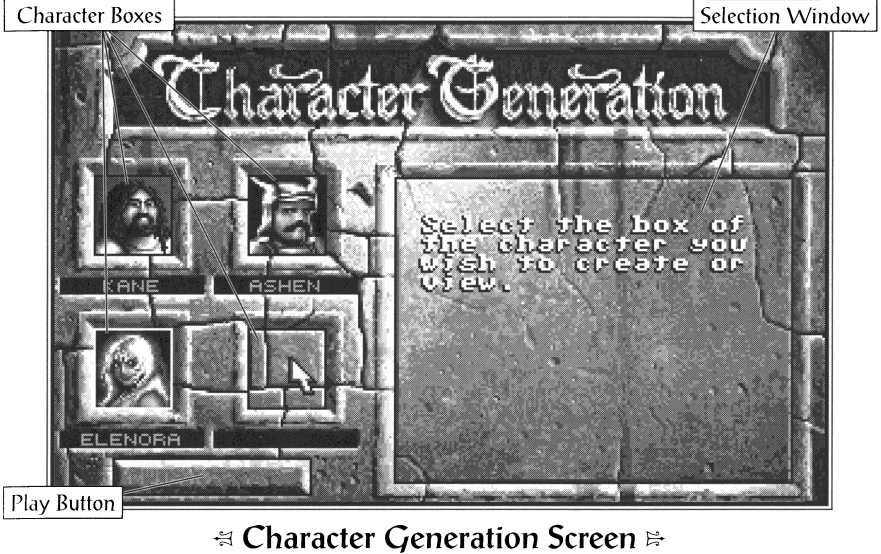 Character Boxes
Selection Window
Character Generation
Select the box of
the character you
wish to create or
view.
KANE
ASHEN
ELENORA
Play Button
Character Generation Screen